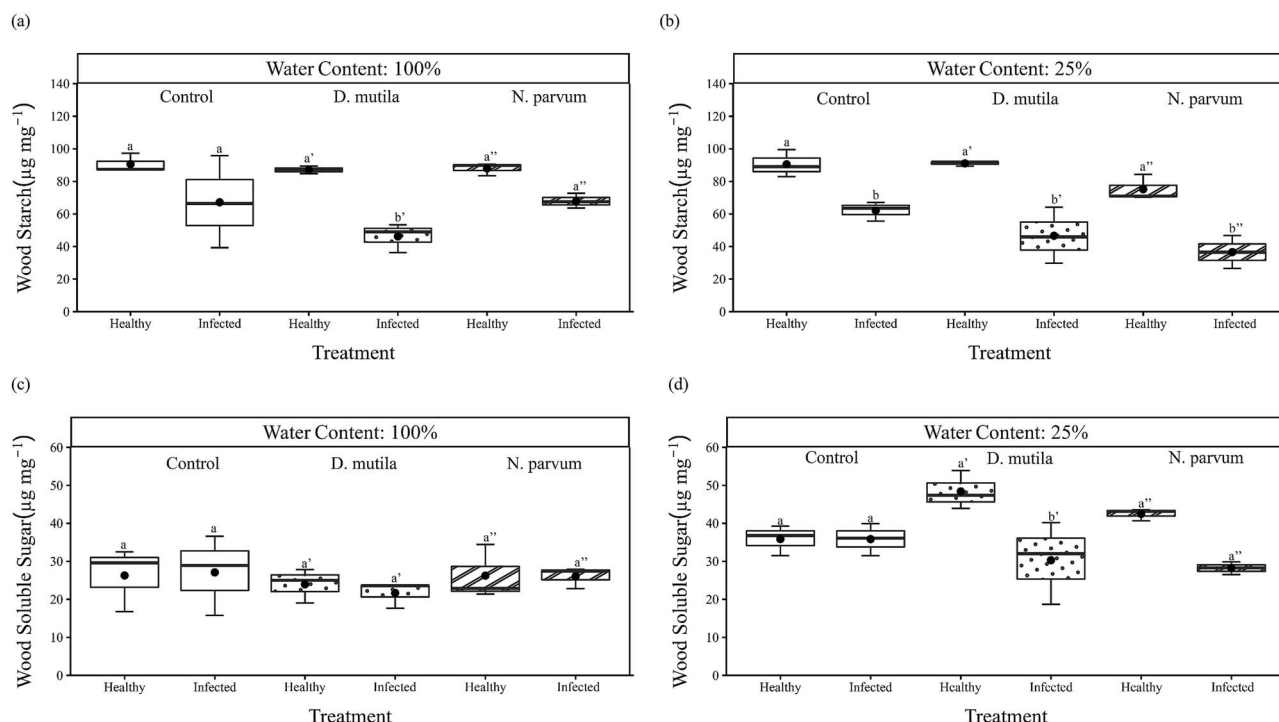 (a)
Water Content: 100%
Control D. mutila N. parvum
Wood Starch(µg mg⁻¹)
140
120
100
80
60
40
20
0
a a a' b' a'' a''
Healthy Infected Healthy Infected Healthy Infected
Treatment
(b)
Water Content: 25%
Control D. mutila N. parvum
Wood Starch(µg mg⁻¹)
140
120
100
80
60
40
20
0
a b a' b' a'' b''
Healthy Infected Healthy Infected Healthy Infected
Treatment
(c)
Water Content: 100%
Control D. mutila N. parvum
Wood Soluble Sugar(µg mg⁻¹)
60
50
40
30
20
10
0
a a a' a' a'' a''
Healthy Infected Healthy Infected Healthy Infected
Treatment
(d)
Water Content: 25%
Control D. mutila N. parvum
Wood Soluble Sugar(µg mg⁻¹)
60
50
40
30
20
10
0
a a a' b' a'' a''
Healthy Infected Healthy Infected Healthy Infected
Treatment